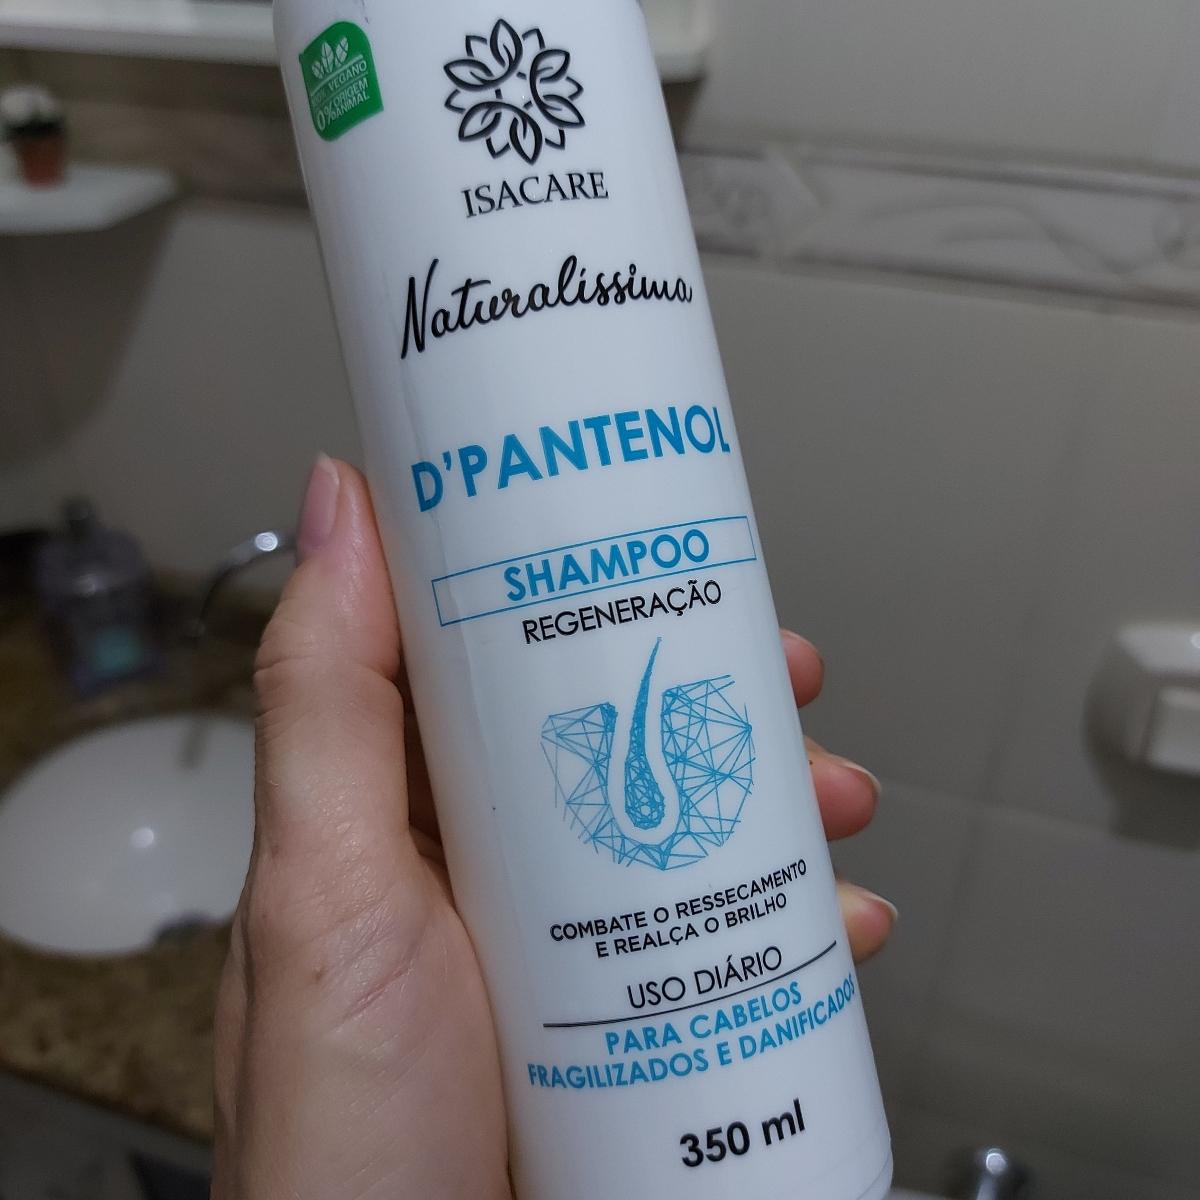 100% VEGANO
0% ORIGEM
ANIMAL
ISACARE
Naturalíssima
D'PANTENOL
SHAMPOO
REGENERAÇÃO
COMBATE O RESSECAMENTO
E REALÇA O BRILHO
USO DIÁRIO
PARA CABELOS
FRAGILIZADOS E DANIFICADOS
350 ml